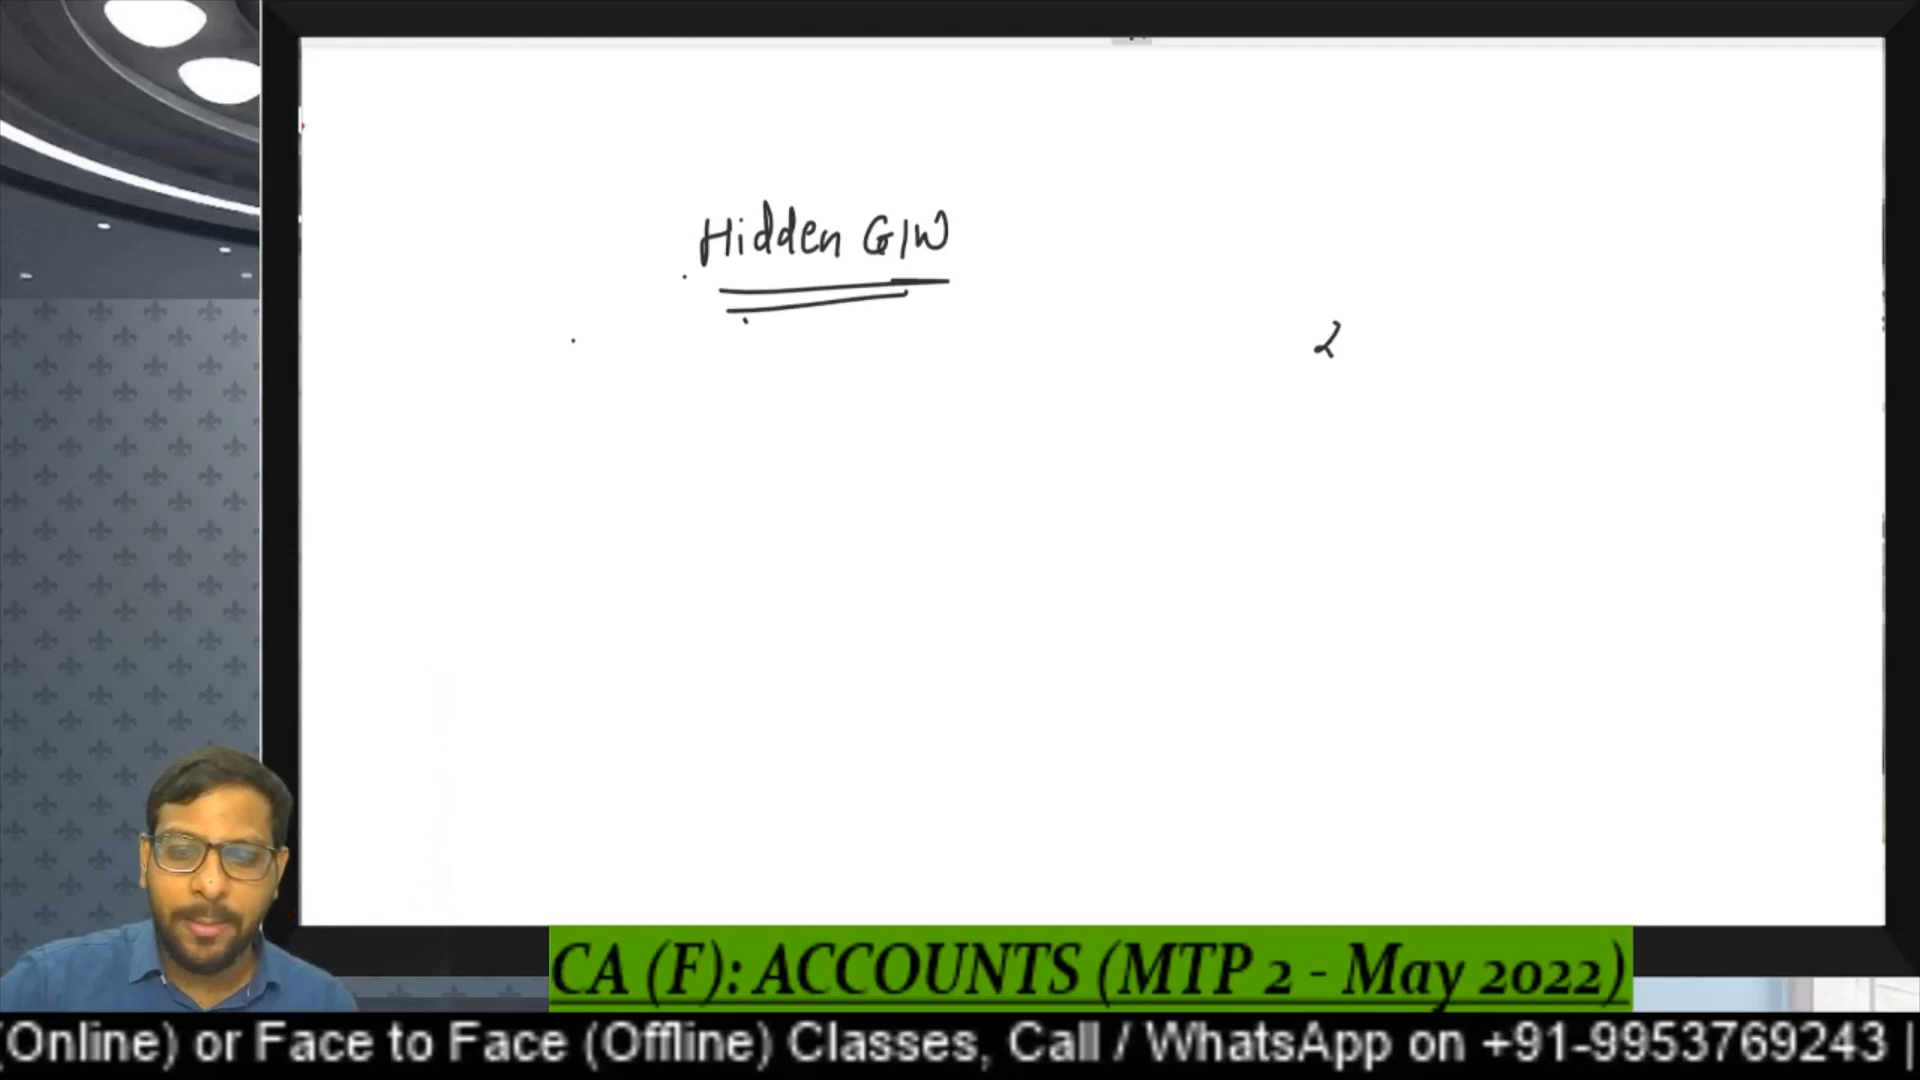 Hidden G/W
2
CA (F): ACCOUNTS (MTP 2 - May 2022)
(Online) or Face to Face (Offline) Classes, Call / WhatsApp on +91-9953769243 |